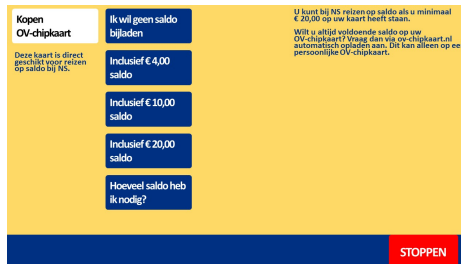 Kopen
OV-chipkaart
Deze kaart is direct
geschikt voor reizen
op saldo bij NS.
Ik wil geen saldo
bijladen
Inclusief € 4,00
saldo
Inclusief € 10,00
saldo
Inclusief € 20,00
saldo
Hoeveel saldo heb
ik nodig?
U kunt bij NS reizen op saldo als u minimaal
€ 20,00 op uw kaart heeft staan.
Wilt u altijd voldoende saldo op uw
OV-chipkaart? Vraag dan via ov-chipkaart.nl
automatisch opladen aan. Dit kan alleen op ee
persoonlijke OV-chipkaart.
STOPPEN